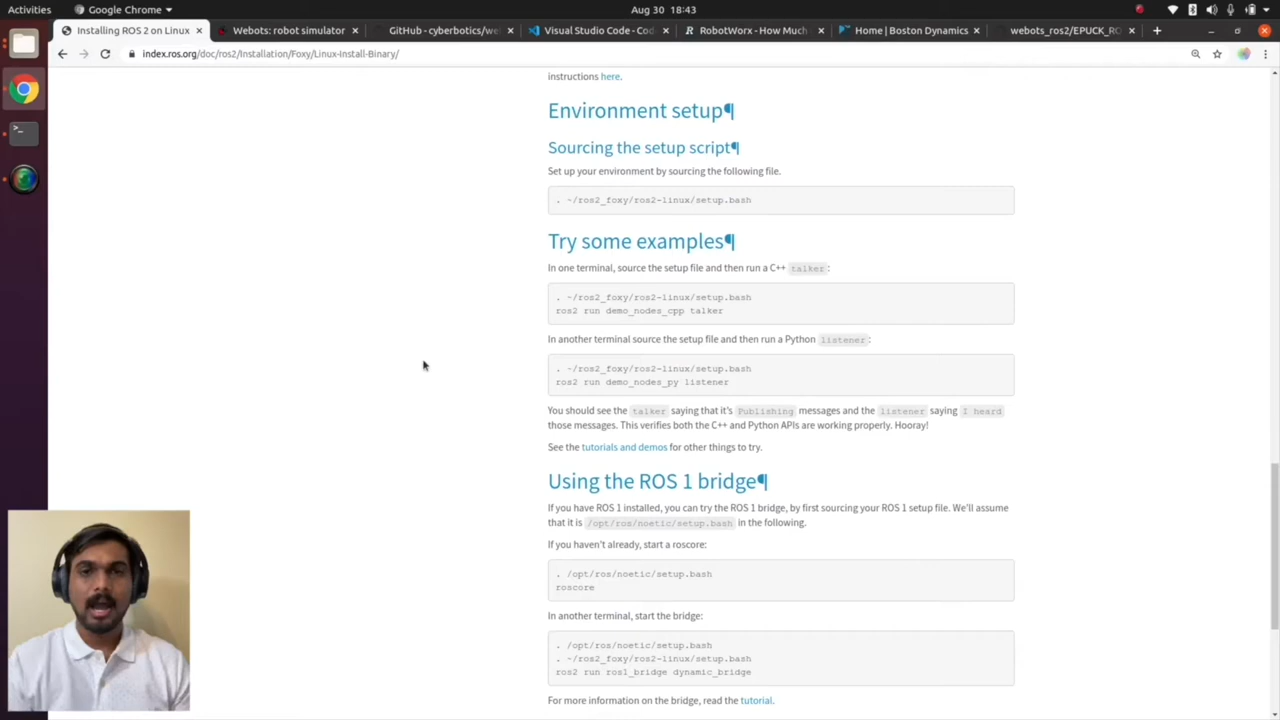 Activities
Google Chrome
Aug 30 18:43
Installing ROS 2 on Linux
Webots: robot simulator
GitHub - cyberbotics/we
Visual Studio Code - Cod
RobotWorx - How Much
Home | Boston Dynamics
webots_ros2/EPUCK_RO
index.ros.org/doc/ros2/Installation/Foxy/Linux-Install-Binary/
instructions here.
Environment setup¶
Sourcing the setup script¶
Set up your environment by sourcing the following file.
. ~/ros2_foxy/ros2-linux/setup.bash
Try some examples¶
In one terminal, source the setup file and then run a C++ talker:
. ~/ros2_foxy/ros2-linux/setup.bash
ros2 run demo_nodes_cpp talker
In another terminal source the setup file and then run a Python listener:
. ~/ros2_foxy/ros2-linux/setup.bash
ros2 run demo_nodes_py listener
You should see the talker saying that it's Publishing messages and the listener saying I heard
those messages. This verifies both the C++ and Python APIs are working properly. Hooray!
See the tutorials and demos for other things to try.
Using the ROS 1 bridge¶
If you have ROS 1 installed, you can try the ROS 1 bridge, by first sourcing your ROS 1 setup file. We'll assume
that it is /opt/ros/noetic/setup.bash in the following.
If you haven't already, start a roscore:
. /opt/ros/noetic/setup.bash
roscore
In another terminal, start the bridge:
. /opt/ros/noetic/setup.bash
. ~/ros2_foxy/ros2-linux/setup.bash
ros2 run ros1_bridge dynamic_bridge
For more information on the bridge, read the tutorial.